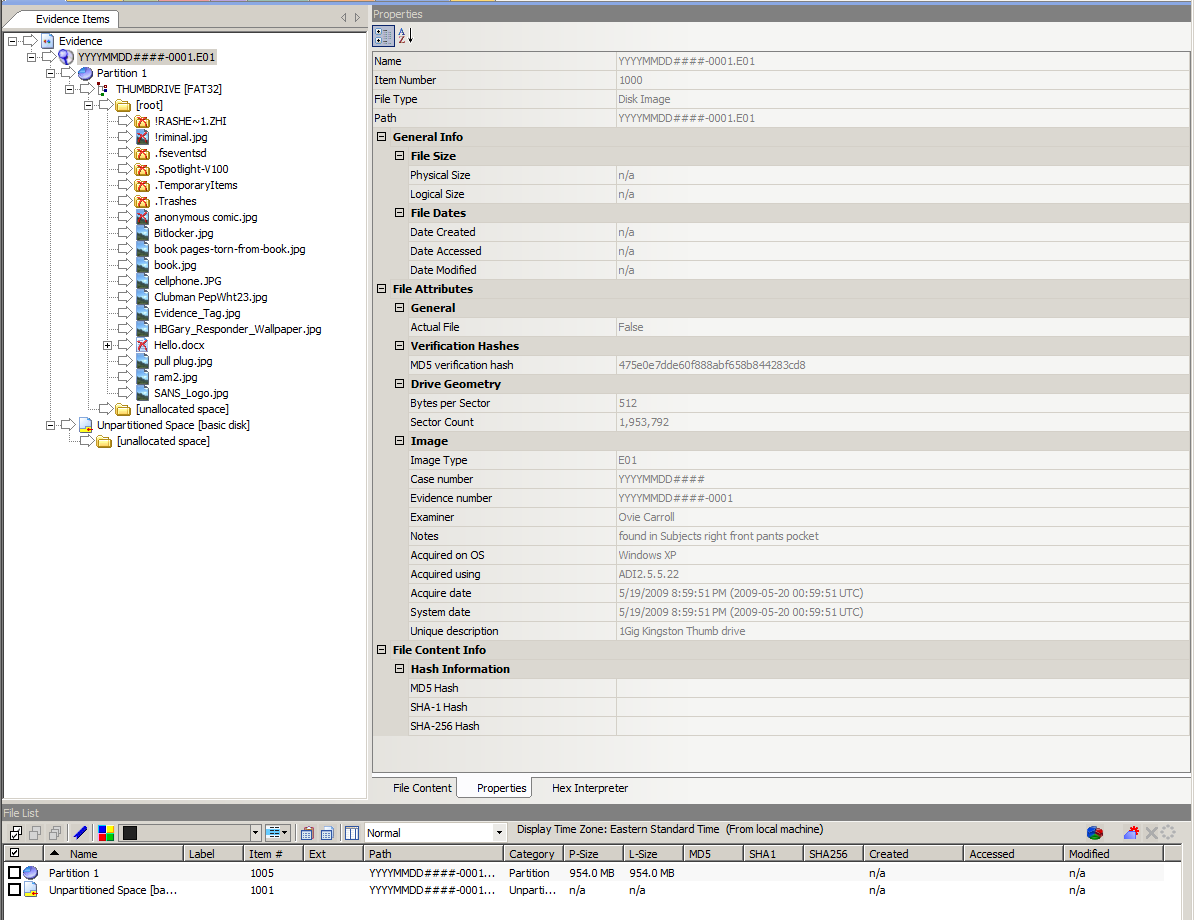 Evidence Items
Evidence
YYYYMMDD####-0001.E01
Partition 1
THUMBDRIVE [FAT32]
[root]
!RASHE~1.ZHI
!riminal.jpg
.fseventsd
.Spotlight-V100
.TemporaryItems
.Trashes
anonymous comic.jpg
Bitlocker.jpg
book pages-torn-from-book.jpg
book.jpg
cellphone.JPG
Clubman PepWht23.jpg
Evidence_Tag.jpg
HBGary_Responder_Wallpaper.jpg
Hello.docx
pull plug.jpg
ram2.jpg
SANS_Logo.jpg
[unallocated space]
Unpartitioned Space [basic disk]
[unallocated space]
Properties
Name YYYYMMDD####-0001.E01
Item Number 1000
File Type Disk Image
Path YYYYMMDD####-0001.E01
General Info
File Size
Physical Size n/a
Logical Size n/a
File Dates
Date Created n/a
Date Accessed n/a
Date Modified n/a
File Attributes
General
Actual File False
Verification Hashes
MD5 verification hash 475e0e7dde60f888abf658b844283cd8
Drive Geometry
Bytes per Sector 512
Sector Count 1,953,792
Image
Image Type E01
Case number YYYYMMDD####
Evidence number YYYYMMDD####-0001
Examiner Ovie Carroll
Notes found in Subjects right front pants pocket
Acquired on OS Windows XP
Acquired using ADI2.5.5.22
Acquire date 5/19/2009 8:59:51 PM (2009-05-20 00:59:51 UTC)
System date 5/19/2009 8:59:51 PM (2009-05-20 00:59:51 UTC)
Unique description 1Gig Kingston Thumb drive
File Content Info
Hash Information
MD5 Hash
SHA-1 Hash
SHA-256 Hash
File Content Properties Hex Interpreter
File List
Normal Display Time Zone: Eastern Standard Time (From local machine)
Name Label Item # Ext Path Category P-Size L-Size MD5 SHA1 SHA256 Created Accessed Modified
Partition 1 1005 YYYYMMDD####-0001... Partition 954.0 MB 954.0 MB n/a n/a
Unpartitioned Space [ba... 1001 YYYYMMDD####-0001... Unparti... n/a n/a n/a n/a